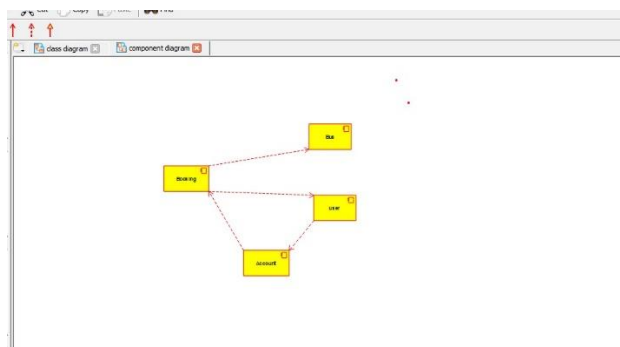 Cut Copy Find
class diagram component diagram
Bus
Booking
user
account